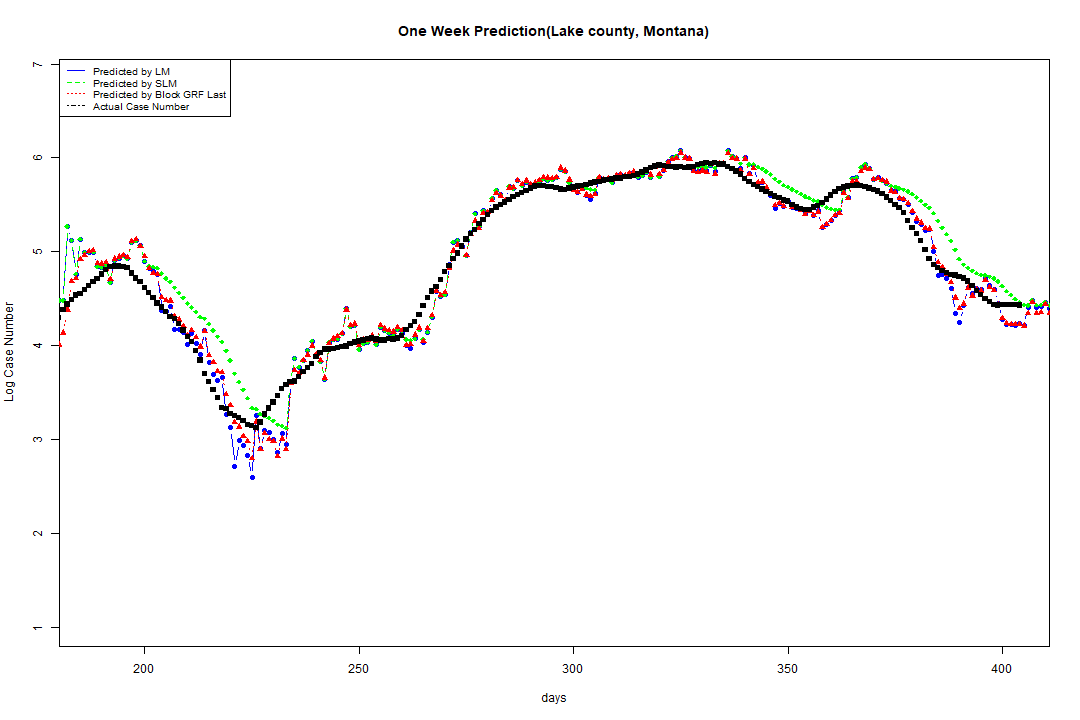 One Week Prediction(Lake county, Montana)
Predicted by LM
Predicted by SLM
Predicted by Block GRF Last
Actual Case Number
7
6
5
4
3
2
1
Log Case Number
200 250 300 350 400
days